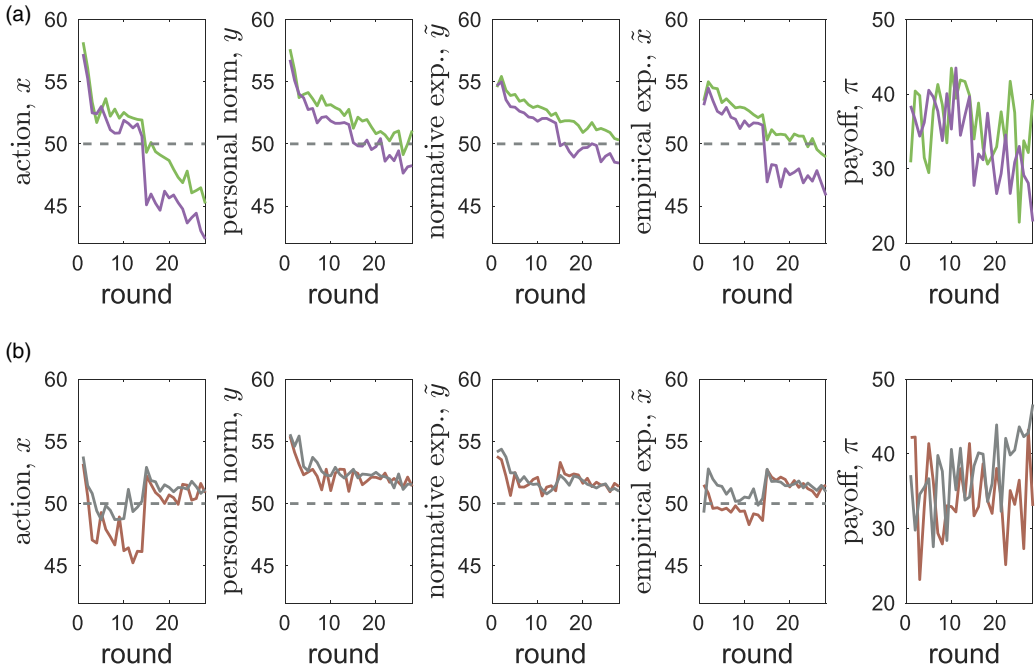 (a)
60
55
50
45
0 10 20
round
action, x
60
55
50
45
0 10 20
round
personal norm, y
60
55
50
45
0 10 20
round
normative exp., ỹ
60
55
50
45
0 10 20
round
empirical exp., x̃
50
40
30
20
0 10 20
round
payoff, π
(b)
60
55
50
45
0 10 20
round
action, x
60
55
50
45
0 10 20
round
personal norm, y
60
55
50
45
0 10 20
round
normative exp., ỹ
60
55
50
45
0 10 20
round
empirical exp., x̃
50
40
30
20
0 10 20
round
payoff, π